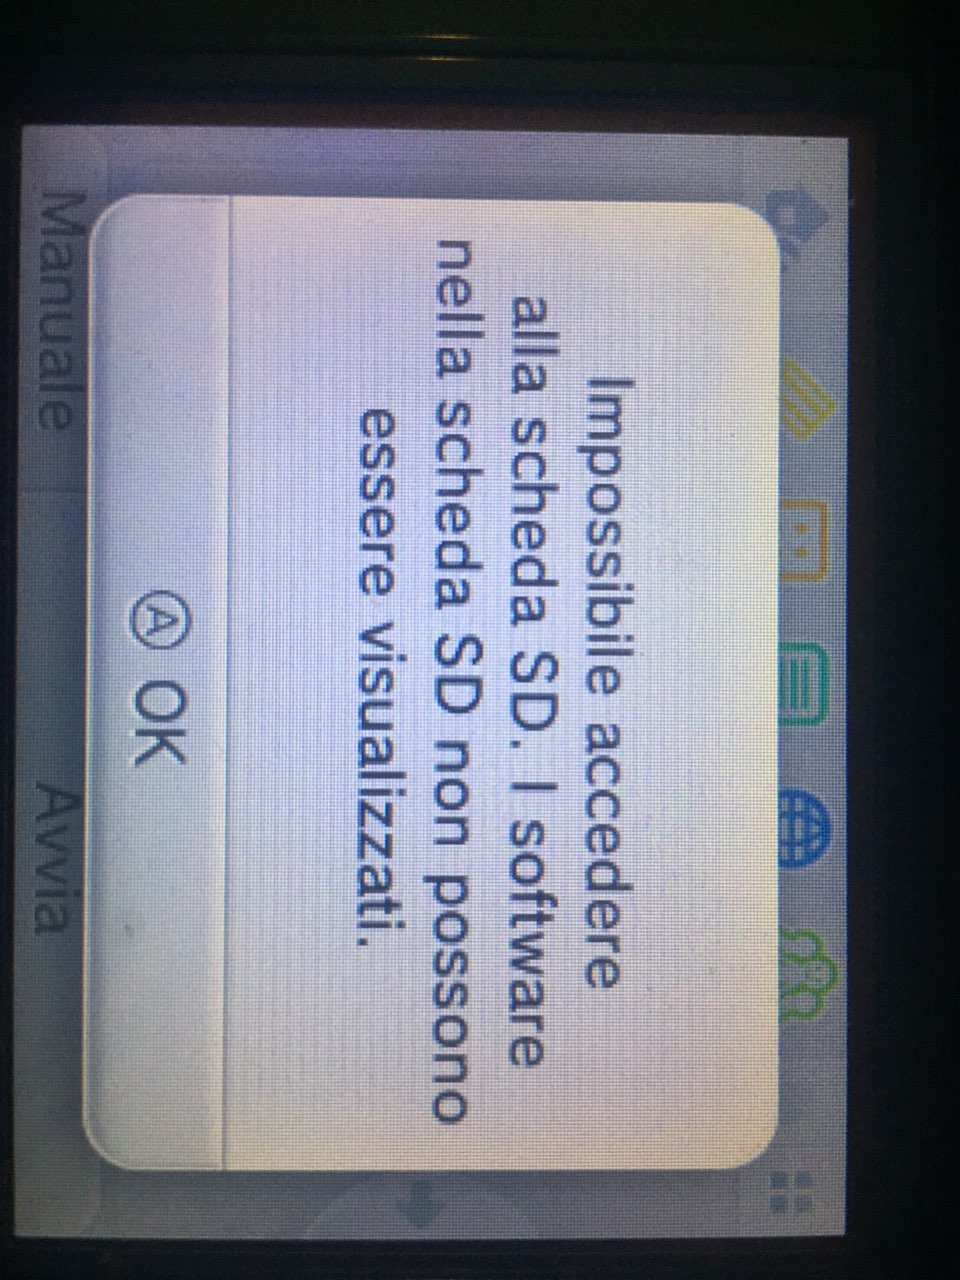 Impossibile accedere
alla scheda SD. I software
nella scheda SD non possono
essere visualizzati.
Ⓐ OK
Manuale
Avvia